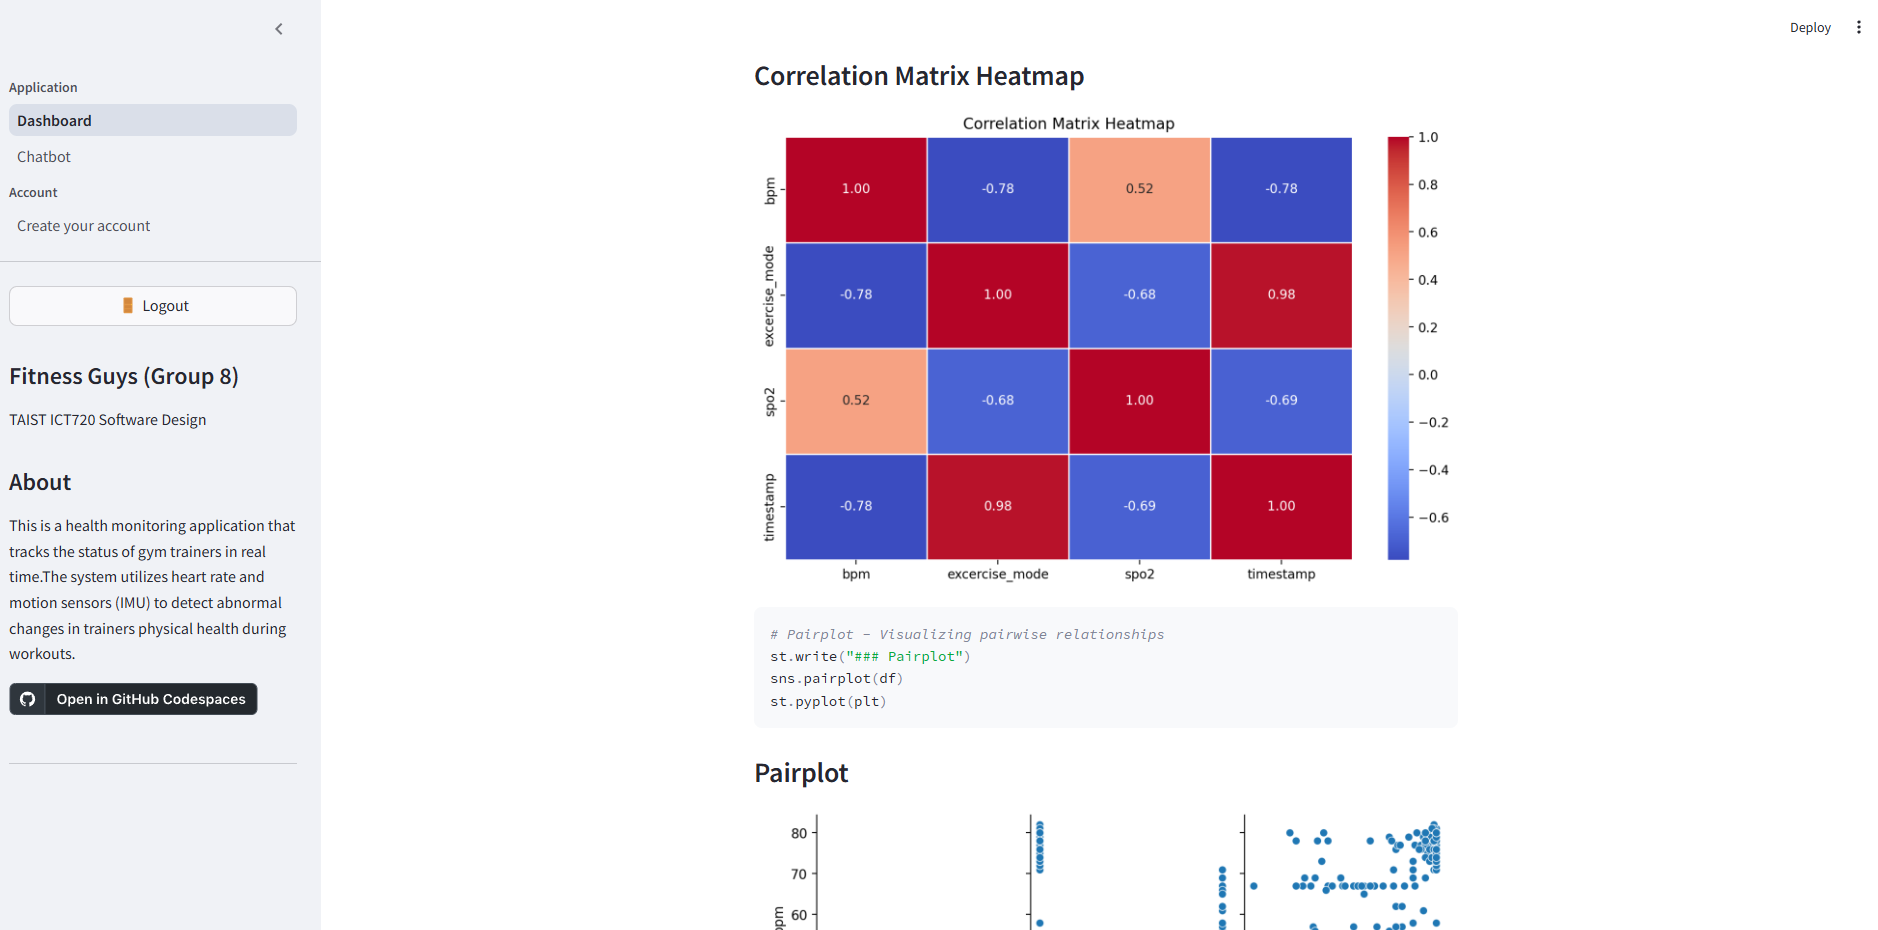 Deploy
Application
Dashboard
Chatbot
Account
Create your account
Logout
Fitness Guys (Group 8)
TAIST ICT720 Software Design
About
This is a health monitoring application that
tracks the status of gym trainers in real
time.The system utilizes heart rate and
motion sensors (IMU) to detect abnormal
changes in trainers physical health during
workouts.
Open in GitHub Codespaces
Correlation Matrix Heatmap
Correlation Matrix Heatmap
bpm 1.00 -0.78 0.52 -0.78
excercise_mode -0.78 1.00 -0.68 0.98
spo2 0.52 -0.68 1.00 -0.69
timestamp -0.78 0.98 -0.69 1.00
bpm excercise_mode spo2 timestamp
1.0
0.8
0.6
0.4
0.2
0.0
−0.2
−0.4
−0.6
# Pairplot - Visualizing pairwise relationships
st.write("### Pairplot")
sns.pairplot(df)
st.pyplot(plt)
Pairplot
80
70
60
bpm